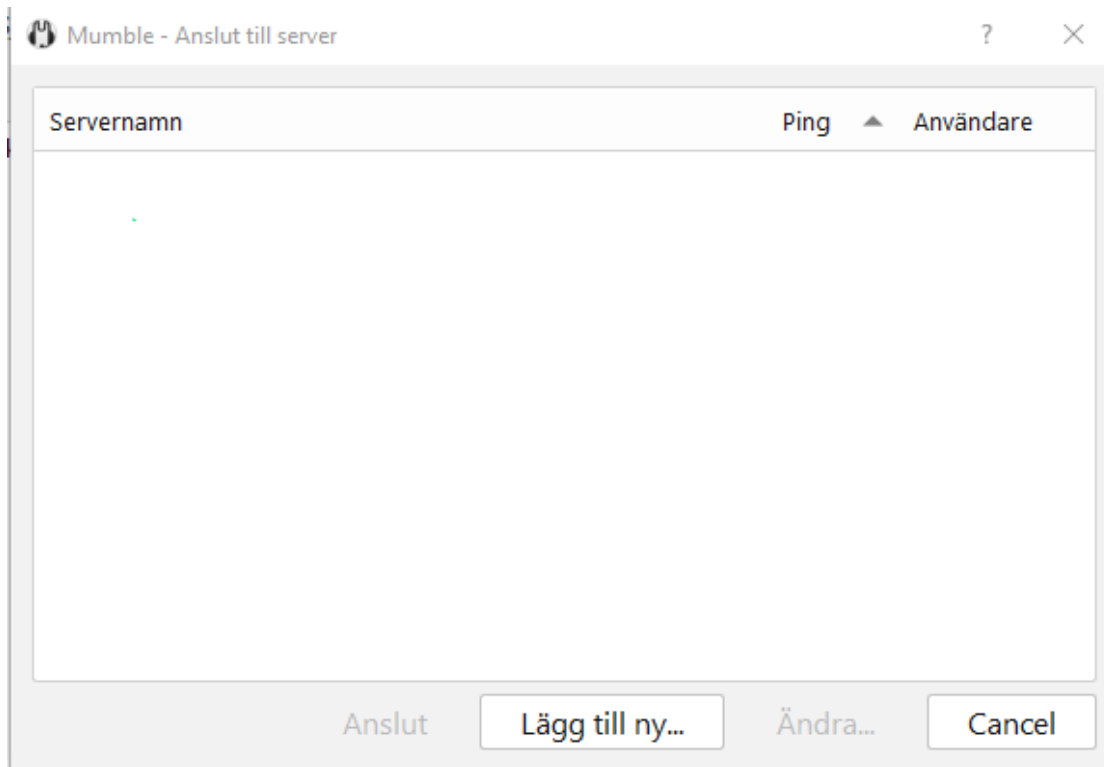 Mumble - Anslut till server ?
Servernamn Ping Användare
Anslut Lägg till ny... Ändra... Cancel